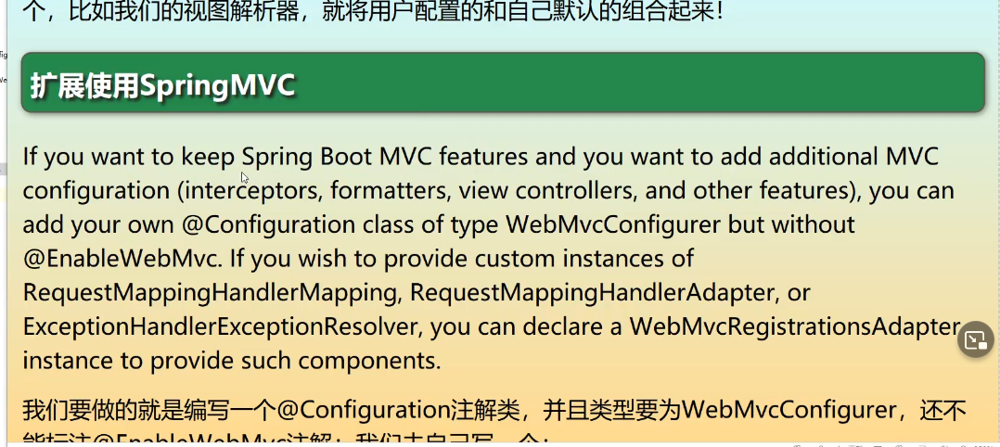 个，比如我们的视图解析器，就将用户配置的和自己默认的组合起来！
扩展使用SpringMVC
If you want to keep Spring Boot MVC features and you want to add additional MVC
configuration (interceptors, formatters, view controllers, and other features), you can
add your own @Configuration class of type WebMvcConfigurer but without
@EnableWebMvc. If you wish to provide custom instances of
RequestMappingHandlerMapping, RequestMappingHandlerAdapter, or
ExceptionHandlerExceptionResolver, you can declare a WebMvcRegistrationsAdapter
instance to provide such components.
我们要做的就是编写一个@Configuration注解类，并且类型要为WebMvcConfigurer，还不
能标注@EnableWebMvc注解；我们去自己写一个；